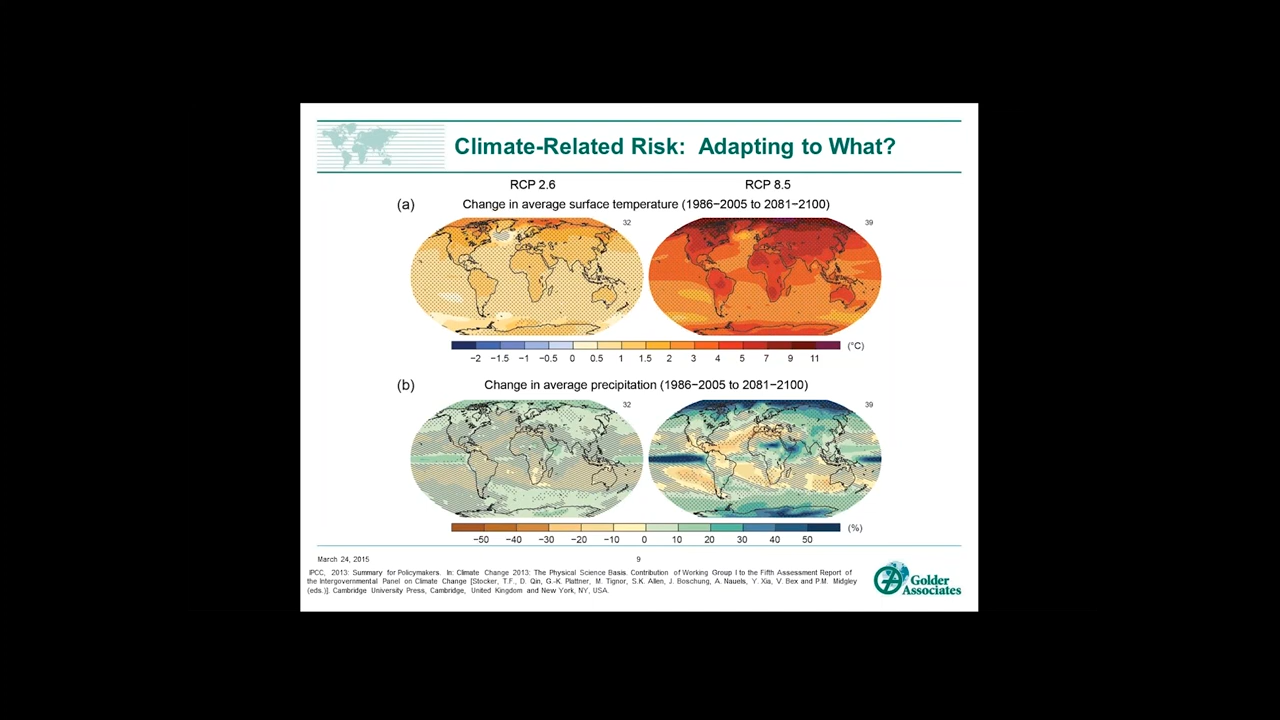 Climate-Related Risk: Adapting to What?
RCP 2.6
RCP 8.5
(a)
Change in average surface temperature (1986−2005 to 2081−2100)
32
39
−2 −1.5 −1 −0.5 0 0.5 1 1.5 2 3 4 5 7 9 11
(°C)
(b)
Change in average precipitation (1986−2005 to 2081−2100)
32
39
−50 −40 −30 −20 −10 0 10 20 30 40 50
(%)
March 24, 2015
9
IPCC, 2013: Summary for Policymakers. In: Climate Change 2013: The Physical Science Basis. Contribution of Working Group I to the Fifth Assessment Report of
the Intergovernmental Panel on Climate Change [Stocker, T.F., D. Qin, G.-K. Plattner, M. Tignor, S.K. Allen, J. Boschung, A. Nauels, Y. Xia, V. Bex and P.M. Midgley
(eds.)]. Cambridge University Press, Cambridge, United Kingdom and New York, NY, USA.
Golder
Associates